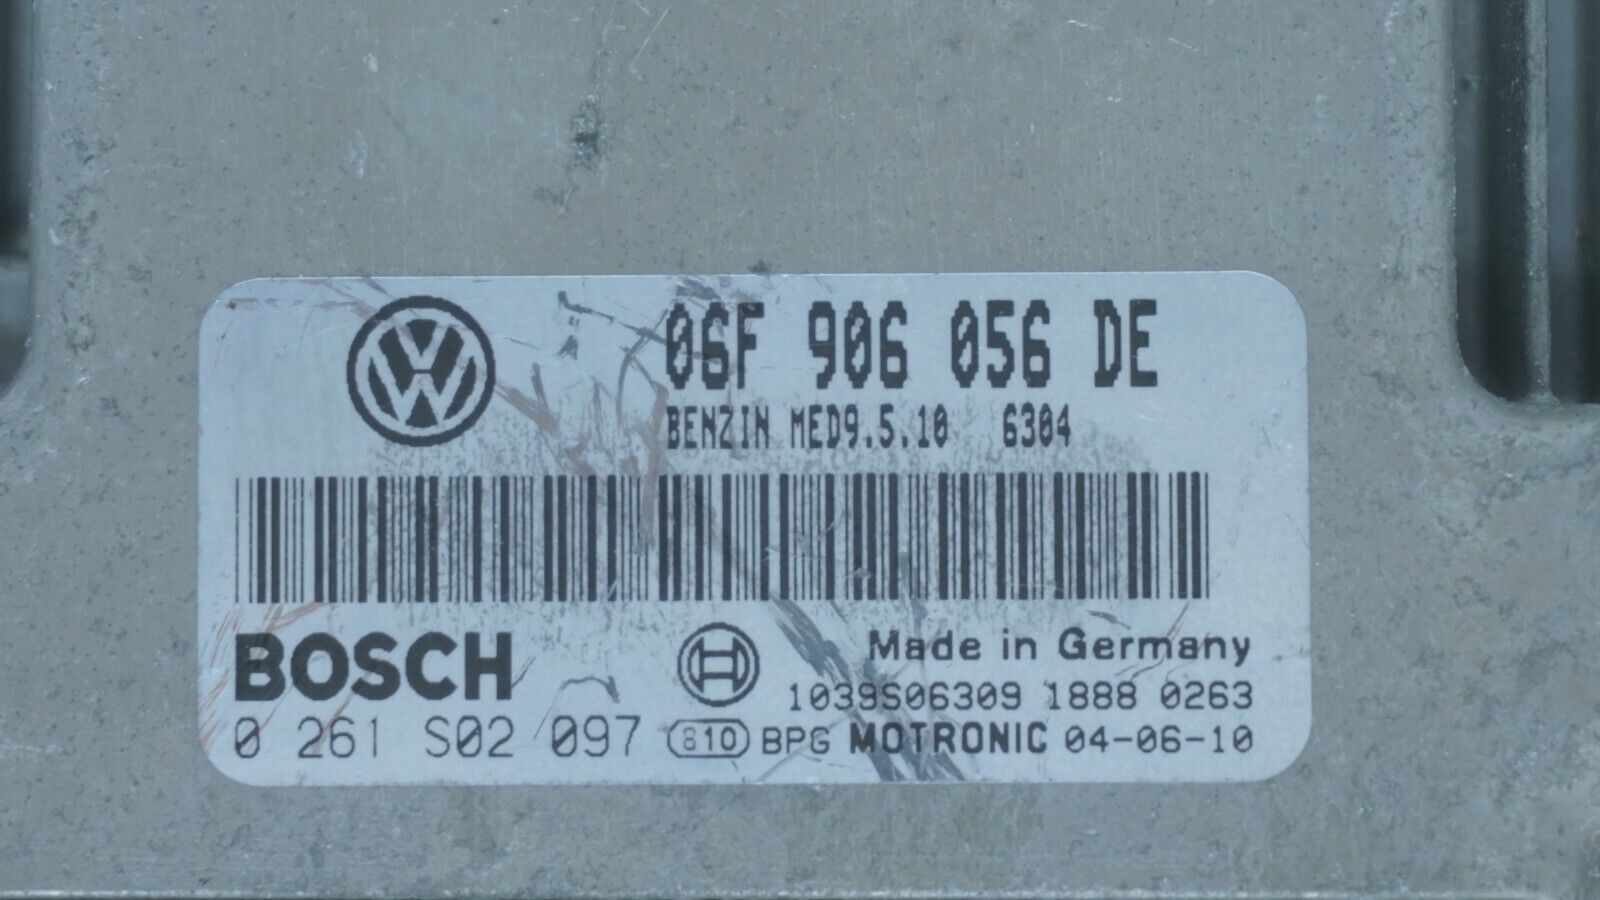 06F 906 056 DE
BENZIN MED9.5.10 6304
BOSCH
Made in Germany
1039S06309 1888 0263
0 261 S02 097 810 BPG MOTRONIC 04-06-10